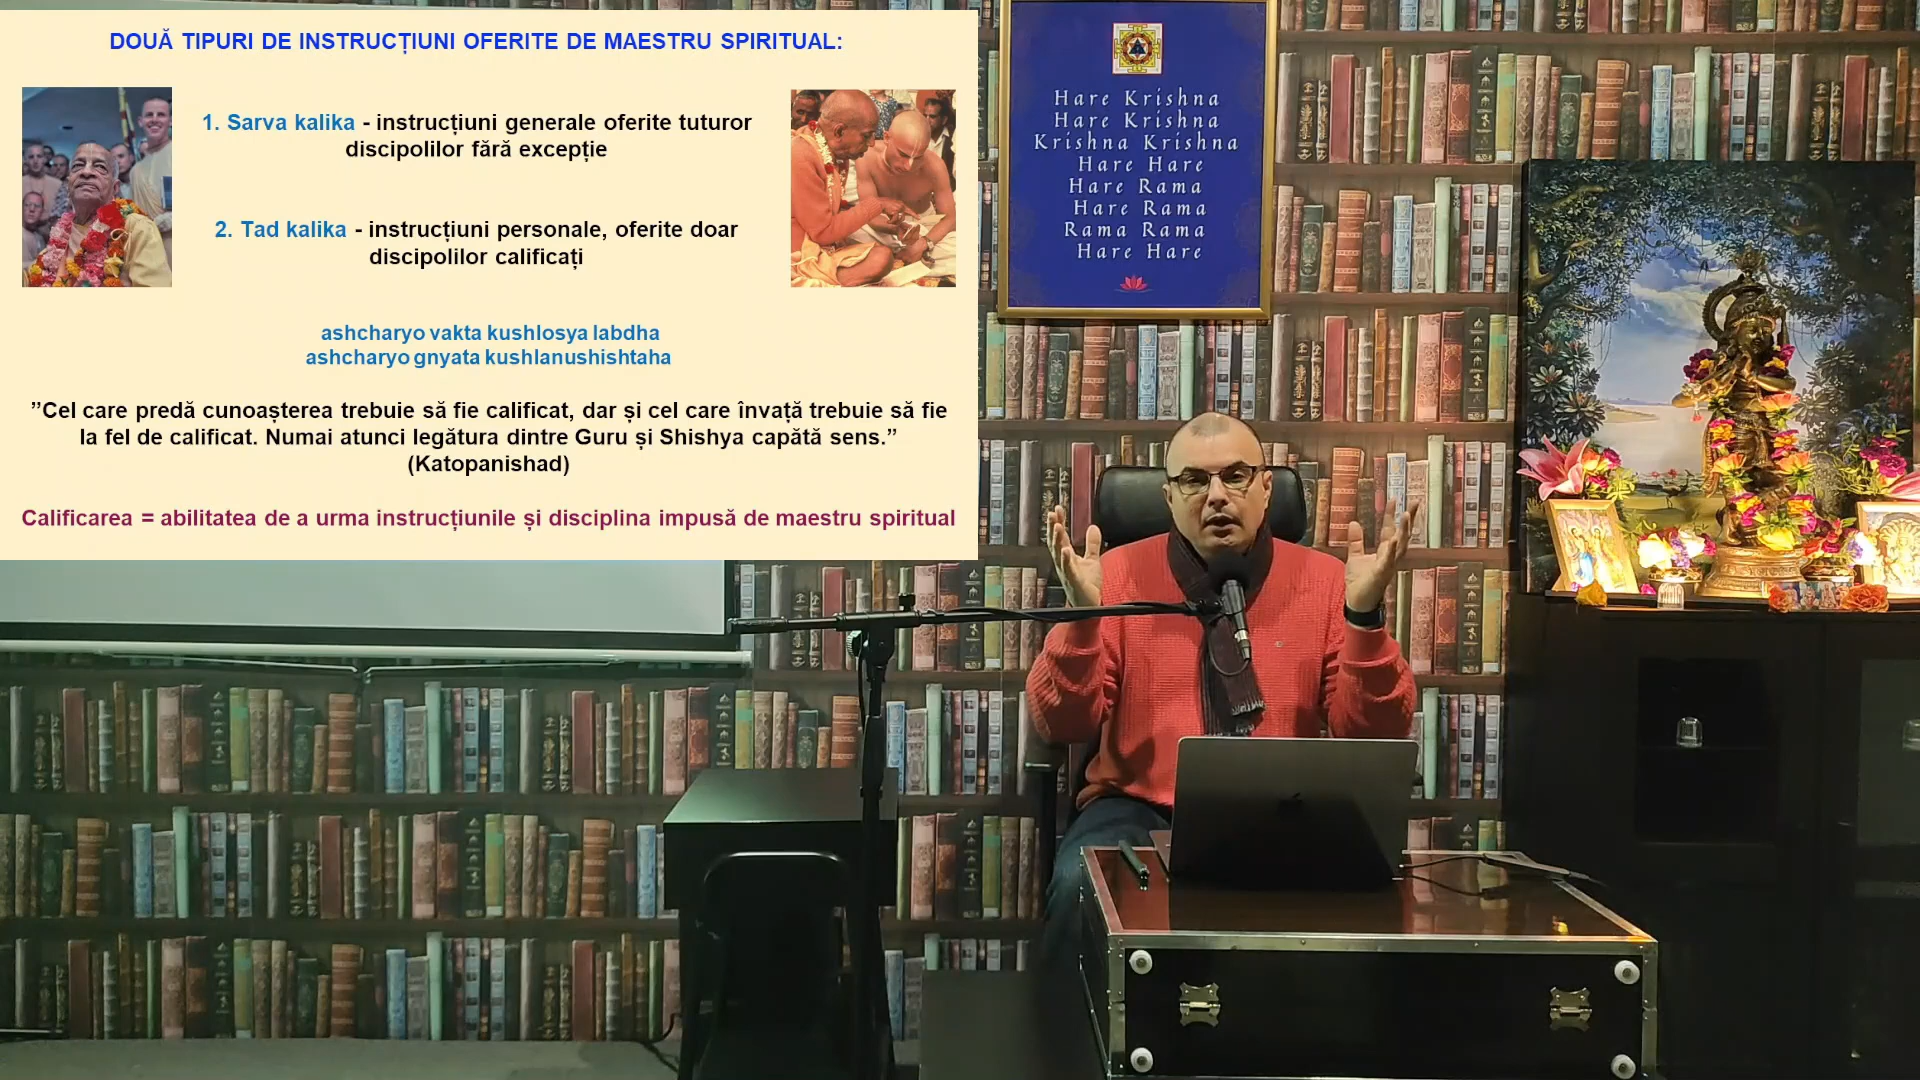 DOUĂ TIPURI DE INSTRUCȚIUNI OFERITE DE MAESTRU SPIRITUAL:
1. Sarva kalika - instrucțiuni generale oferite tuturor
discipolilor fără excepție
2. Tad kalika - instrucțiuni personale, oferite doar
discipolilor calificați
ashcharyo vakta kushlosya labdha
ashcharyo gnyata kushlanushishtaha
”Cel care predă cunoașterea trebuie să fie calificat, dar și cel care învață trebuie să fie
la fel de calificat. Numai atunci legătura dintre Guru și Shishya capătă sens.”
(Katopanishad)
Calificarea = abilitatea de a urma instrucțiunile și disciplina impusă de maestru spiritual
Hare Krishna
Hare Krishna
Krishna Krishna
Hare Hare
Hare Rama
Hare Rama
Rama Rama
Hare Hare